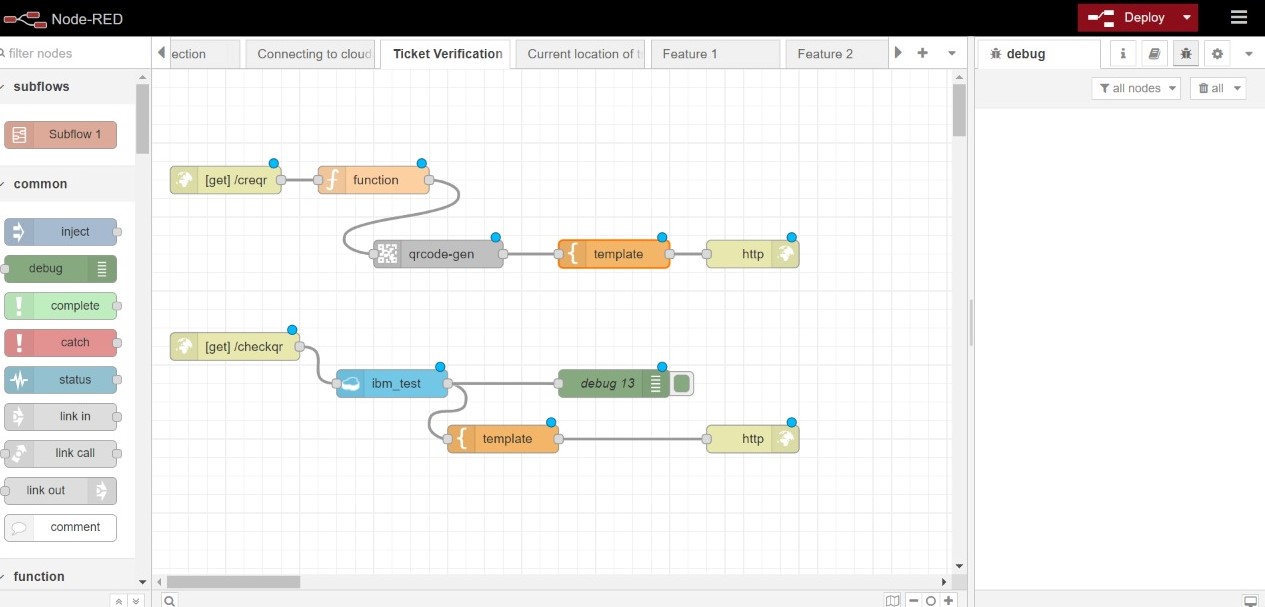 Node-RED
Deploy
filter nodes
ection
Connecting to cloud
Ticket Verification
Current location of t
Feature 1
Feature 2
debug
i
all nodes
all
subflows
Subflow 1
common
inject
debug
complete
catch
status
link in
link call
link out
comment
function
[get] /creqr
function
qrcode-gen
template
http
[get] /checkqr
ibm_test
debug 13
template
http